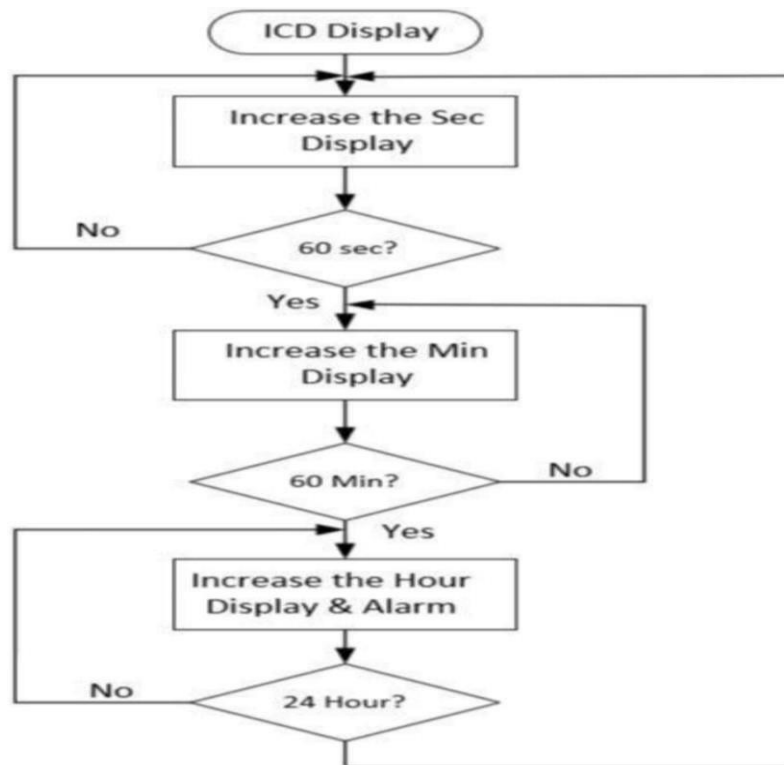 ICD Display
Increase the Sec
Display
No
60 sec?
Yes
Increase the Min
Display
60 Min?
No
Yes
Increase the Hour
Display & Alarm
No
24 Hour?